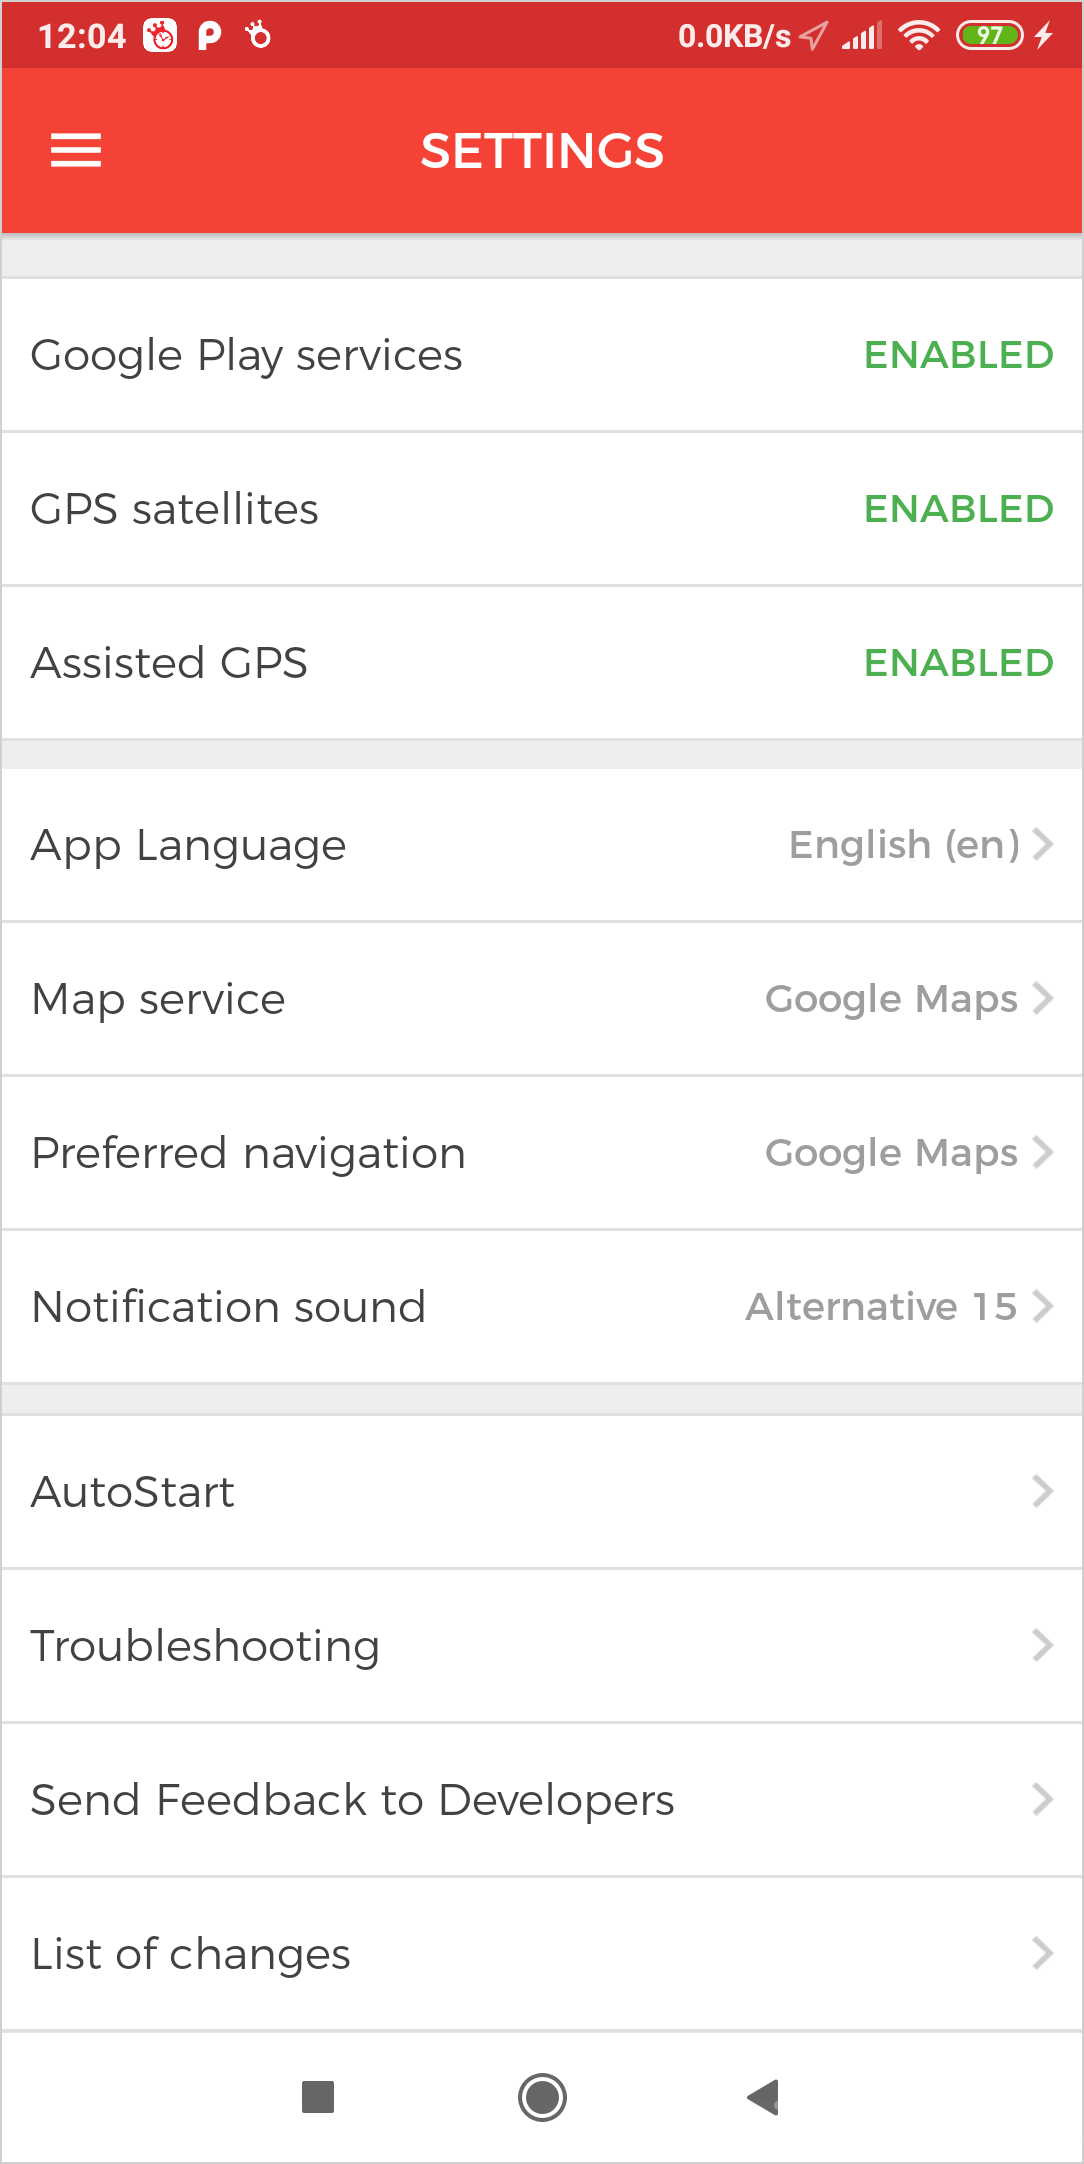 12:04 0.0KB/s 97
SETTINGS
Google Play services ENABLED
GPS satellites ENABLED
Assisted GPS ENABLED
App Language English (en)
Map service Google Maps
Preferred navigation Google Maps
Notification sound Alternative 15
AutoStart
Troubleshooting
Send Feedback to Developers
List of changes